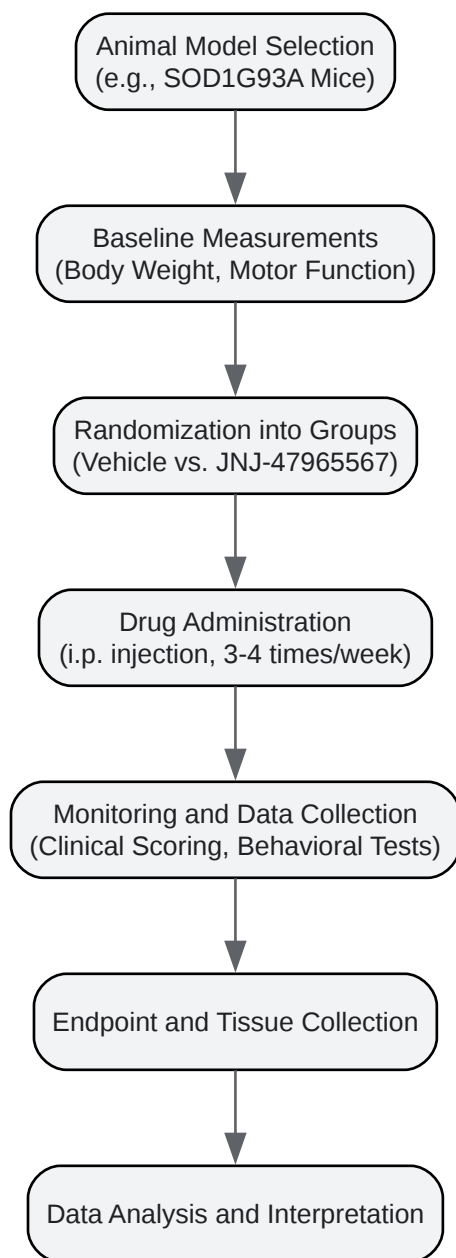 Animal Model Selection
(e.g., SOD1G93A Mice)
Baseline Measurements
(Body Weight, Motor Function)
Randomization into Groups
(Vehicle vs. JNJ-47965567)
Drug Administration
(i.p. injection, 3-4 times/week)
Monitoring and Data Collection
(Clinical Scoring, Behavioral Tests)
Endpoint and Tissue Collection
Data Analysis and Interpretation